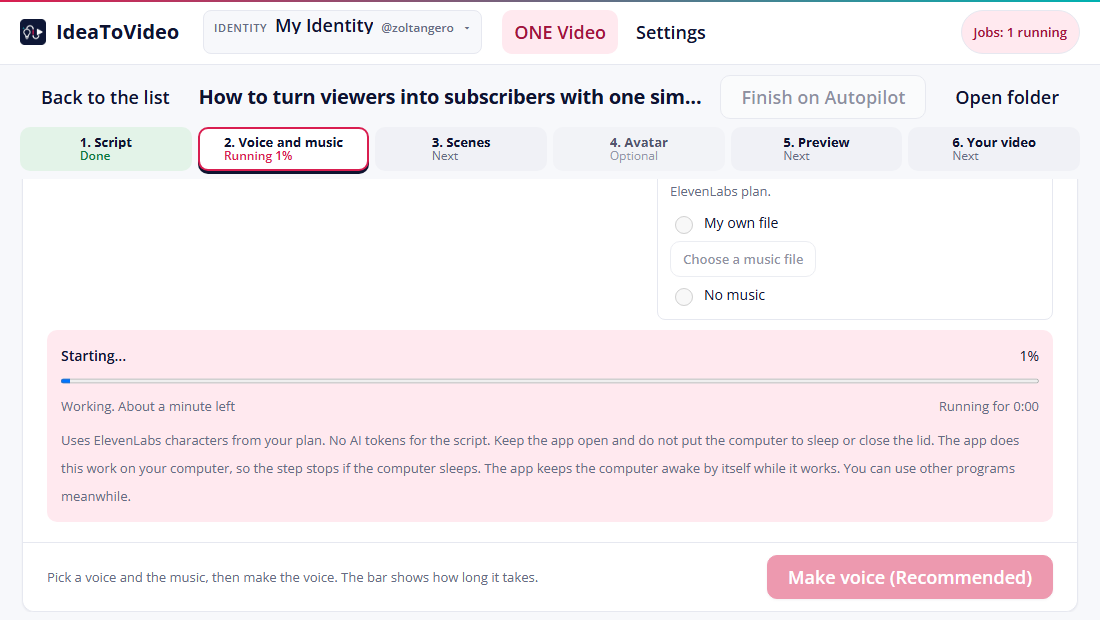 IdeaToVideo
IDENTITY My Identity @zoltangero
ONE Video
Settings
Jobs: 1 running
Back to the list
How to turn viewers into subscribers with one sim...
Finish on Autopilot
Open folder
1. Script
Done
2. Voice and music
Running 1%
3. Scenes
Next
4. Avatar
Optional
5. Preview
Next
6. Your video
Next
ElevenLabs plan.
My own file
Choose a music file
No music
Starting...
1%
Working. About a minute left
Running for 0:00
Uses ElevenLabs characters from your plan. No AI tokens for the script. Keep the app open and do not put the computer to sleep or close the lid. The app does
this work on your computer, so the step stops if the computer sleeps. The app keeps the computer awake by itself while it works. You can use other programs
meanwhile.
Pick a voice and the music, then make the voice. The bar shows how long it takes.
Make voice (Recommended)